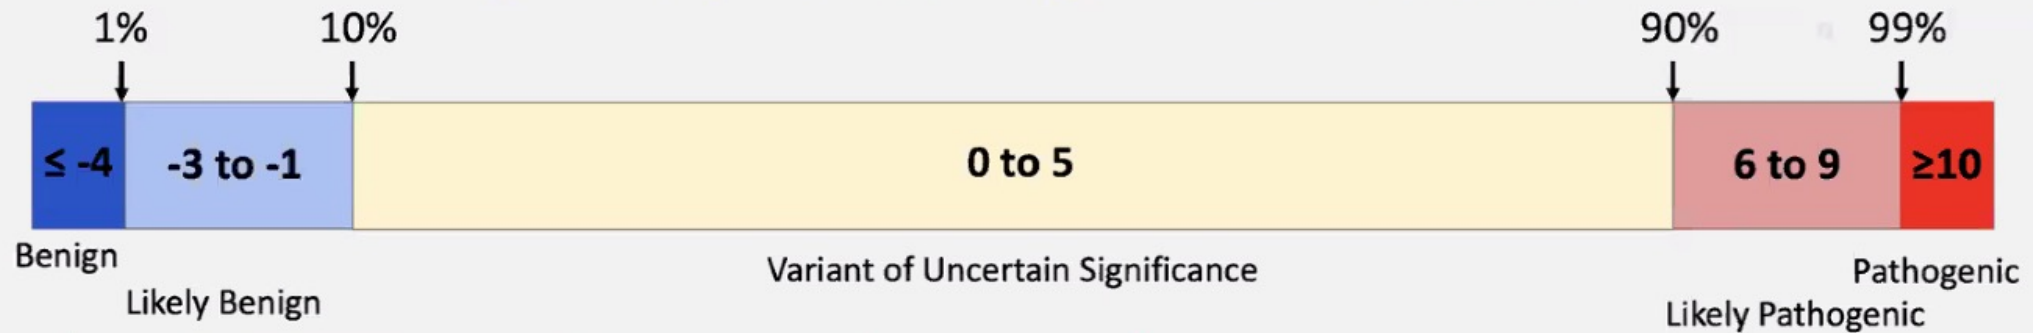 1% 10% 90% 99%
≤ -4 -3 to -1 0 to 5 6 to 9 ≥10
Benign
Likely Benign
Variant of Uncertain Significance
Pathogenic
Likely Pathogenic